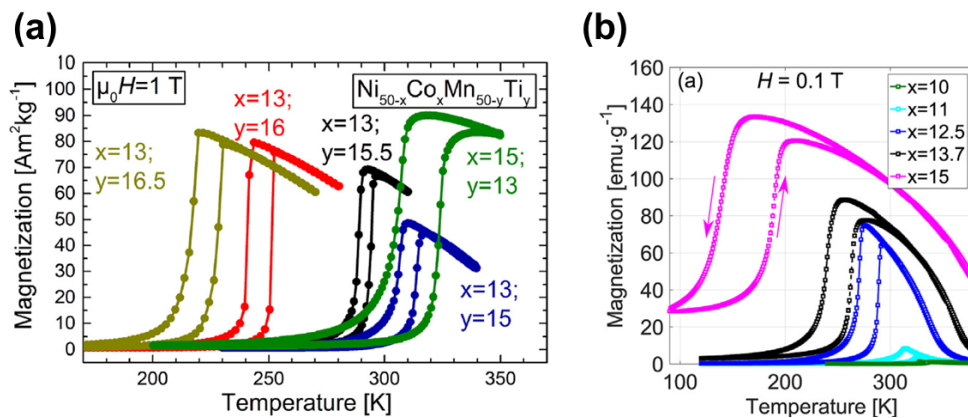 (a)
90
80
70
60
50
40
30
20
10
0
μ₀H=1 T
Ni₅₀₋ₓCoₓMn₅₀₋ᵧTiᵧ
x=13;
y=16.5
x=13;
y=16
x=13;
y=15.5
x=15;
y=13
x=13;
y=15
Magnetization [Am²kg⁻¹]
200 250 300 350
Temperature [K]
(b)
160
140
120
100
80
60
40
20
0
(a)
H = 0.1 T
x=10
x=11
x=12.5
x=13.7
x=15
Magnetization [emu·g⁻¹]
100 200 300
Temperature [K]